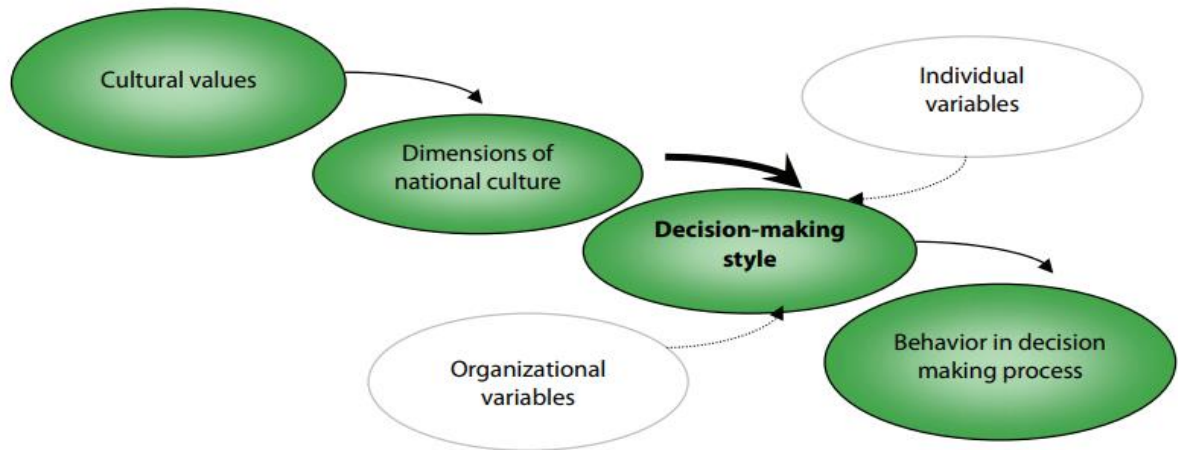 Cultural values
Individual
variables
Dimensions of
national culture
Decision-making
style
Organizational
variables
Behavior in decision
making process